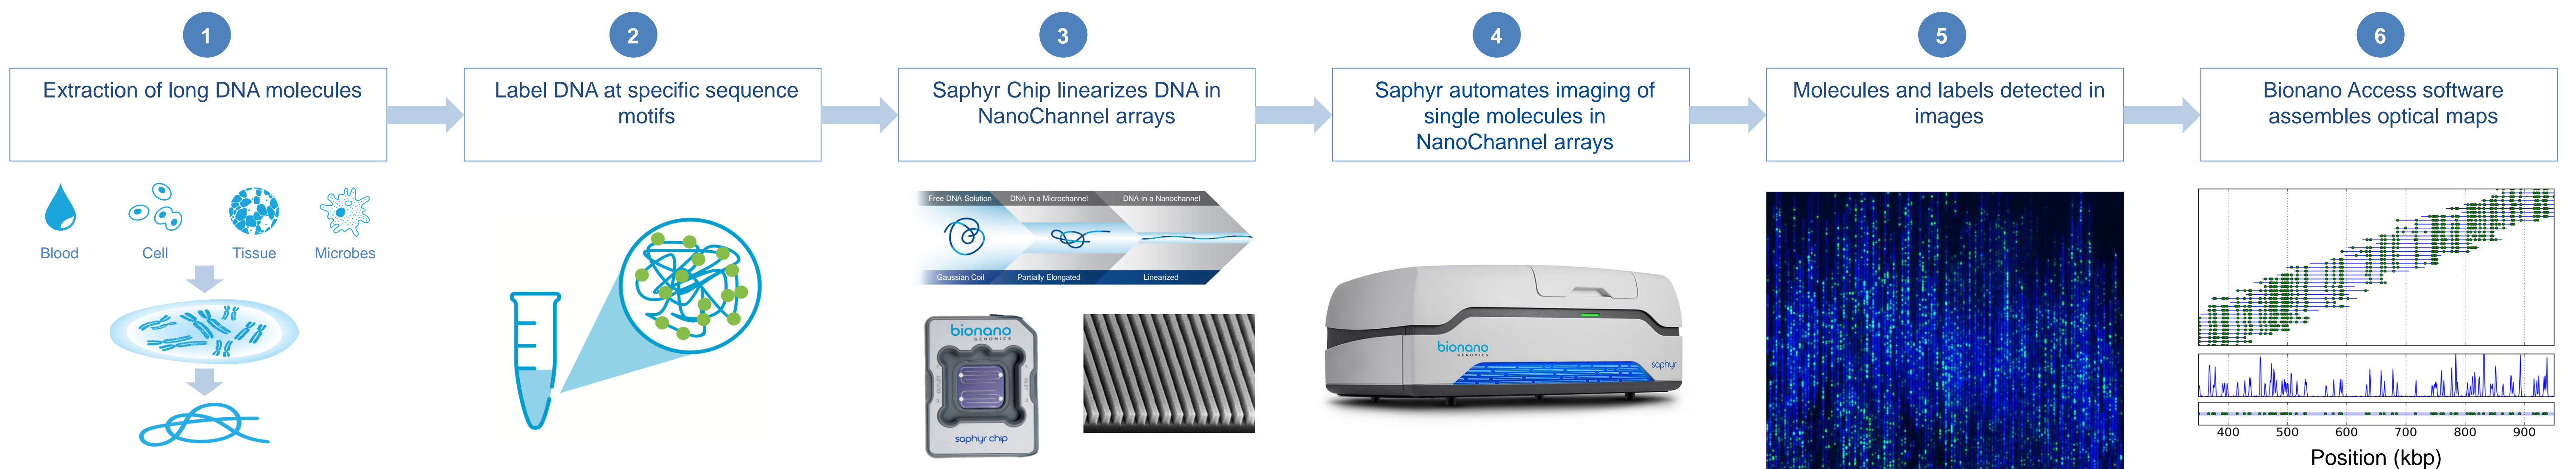 1
Extraction of long DNA molecules
Blood
Cell
Tissue
Microbes
2
Label DNA at specific sequence
motifs
3
Saphyr Chip linearizes DNA in
NanoChannel arrays
Free DNA Solution
DNA in a Microchannel
DNA in a Nanochannel
Gaussian Coil
Partially Elongated
Linearized
bionano
GENOMICS
saphyr chip
4
Saphyr automates imaging of
single molecules in
NanoChannel arrays
bionano
GENOMICS
saphyr
5
Molecules and labels detected in
images
6
Bionano Access software
assembles optical maps
400 500 600 700 800 900
Position (kbp)